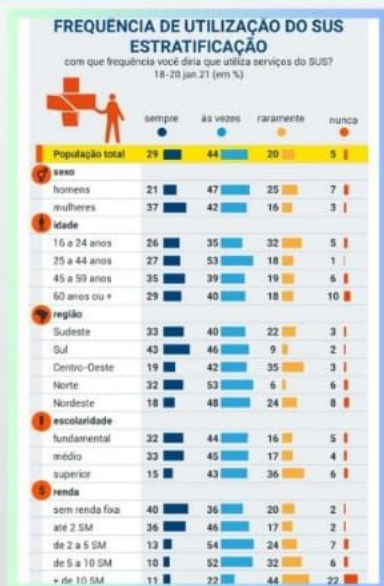 FREQUÊNCIA DE UTILIZAÇÃO DO SUS
ESTRATIFICAÇÃO
com que frequência você diria que utiliza serviços do SUS?
18-20 jan.21 (em %)
sempre às vezes raramente nunca
População total 29 44 20 5
sexo
homens 21 47 25 7
mulheres 37 42 16 3
idade
16 a 24 anos 26 35 32 5
25 a 44 anos 27 53 18 1
45 a 59 anos 35 39 19 6
60 anos ou + 29 40 18 10
região
Sudeste 33 40 22 3
Sul 43 46 9 2
Centro-Oeste 19 42 35 3
Norte 32 53 6 6
Nordeste 18 48 24 8
escolaridade
fundamental 32 44 16 5
médio 33 45 17 4
superior 15 43 36 6
$ renda
sem renda fixa 40 36 20 2
até 2 SM 36 46 17 2
de 2 a 5 SM 13 54 24 7
de 5 a 10 SM 10 52 32 6
+ de 10 SM 11 22 44 22